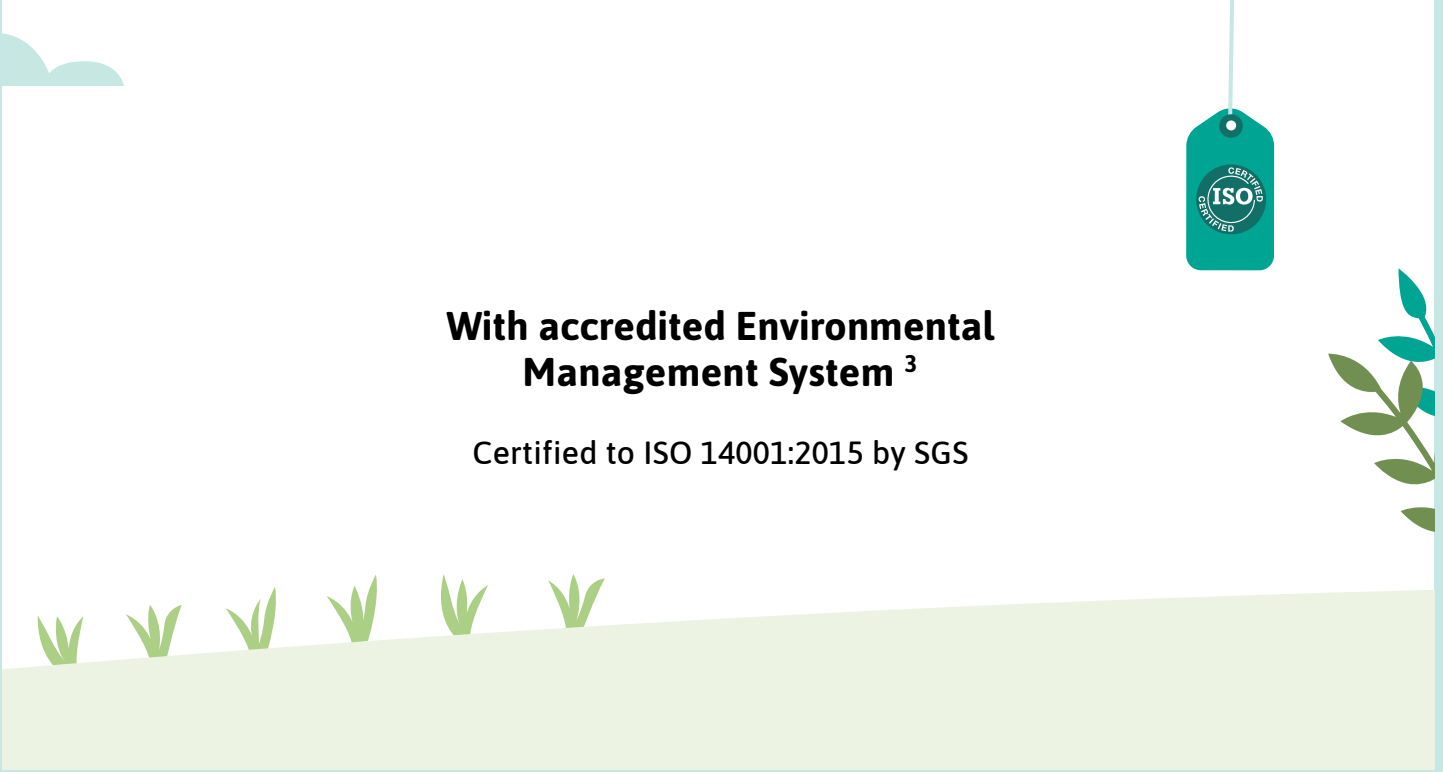 CERTIFIED
ISO
CERTIFIED
With accredited Environmental
Management System ³
Certified to ISO 14001:2015 by SGS